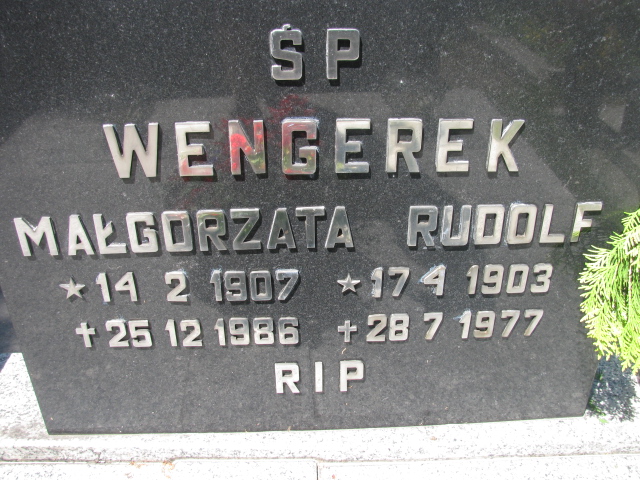 ŚP
WENGEREK
MAŁGORZATA RUDOLF
★ 14 2 1907 ★ 17 4 1903
✝ 25 12 1986 ✝ 28 7 1977
RIP